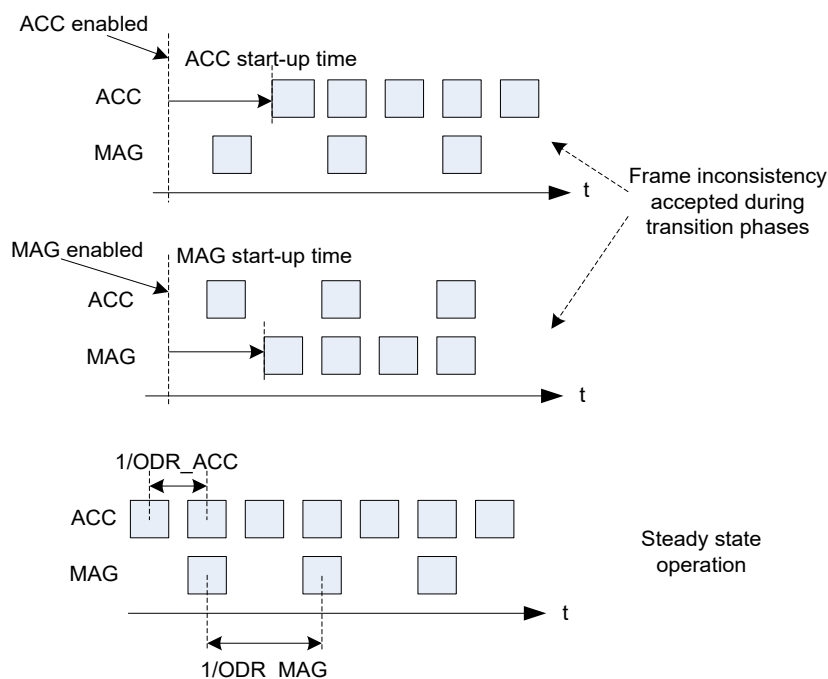 ACC enabled
ACC start-up time
ACC
MAG
t
Frame inconsistency
accepted during
transition phases
MAG enabled
MAG start-up time
ACC
MAG
t
1/ODR_ACC
ACC
MAG
t
Steady state
operation
1/ODR_MAG